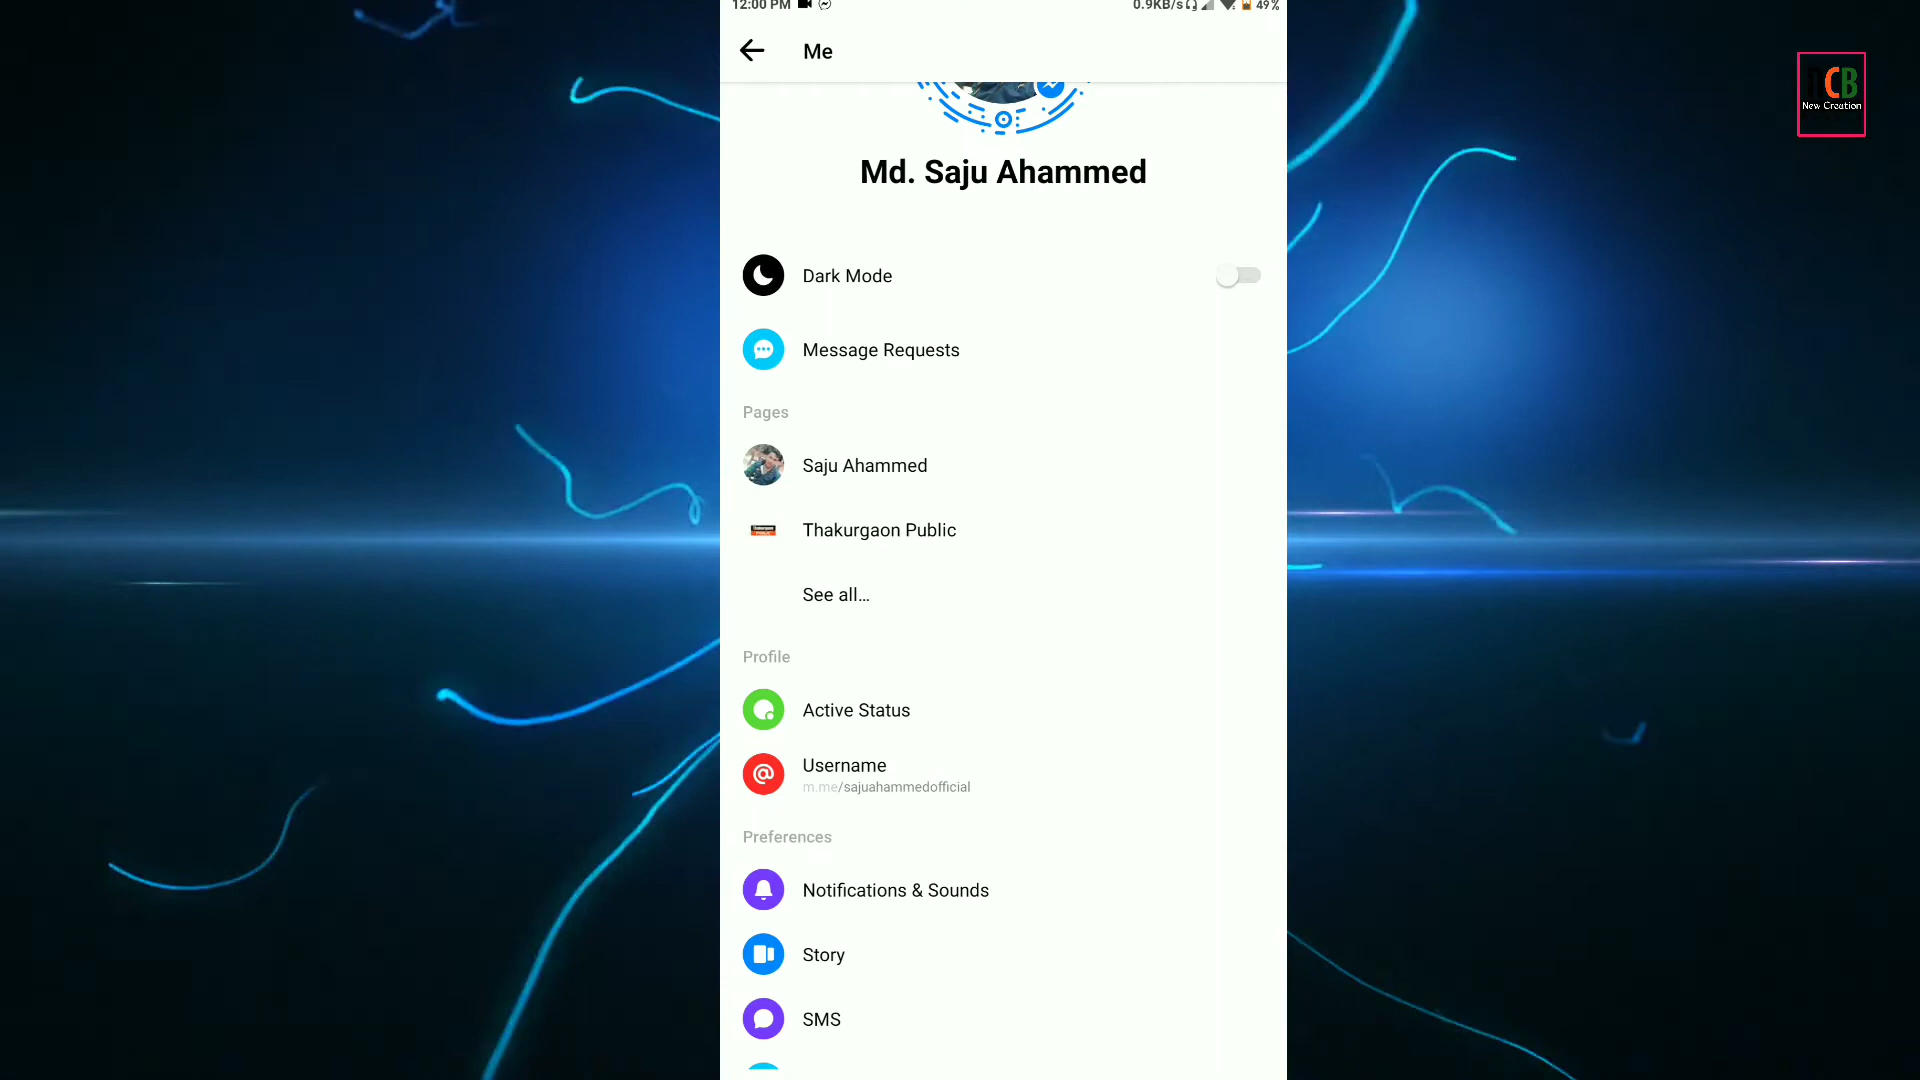 12:00 PM 0.9KB/s 49%
Me
Md. Saju Ahammed
Dark Mode
Message Requests
Pages
Saju Ahammed
Thakurgaon Public
See all...
Profile
Active Status
Username
m.me/sajuahammedofficial
Preferences
Notifications & Sounds
Story
SMS
NCB
New Creation